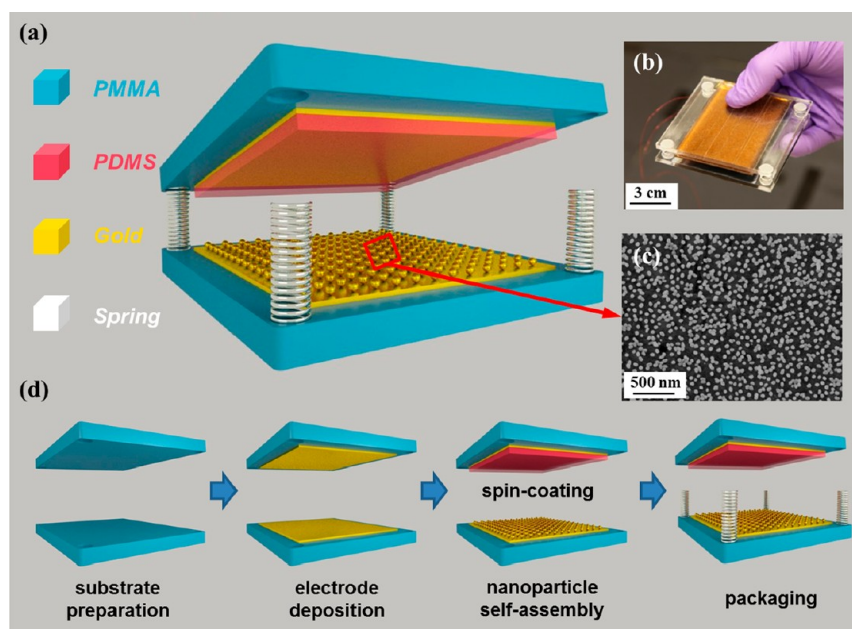 (a)
PMMA
PDMS
Gold
Spring
(b)
3 cm
(c)
500 nm
(d)
spin-coating
substrate
preparation
electrode
deposition
nanoparticle
self-assembly
packaging